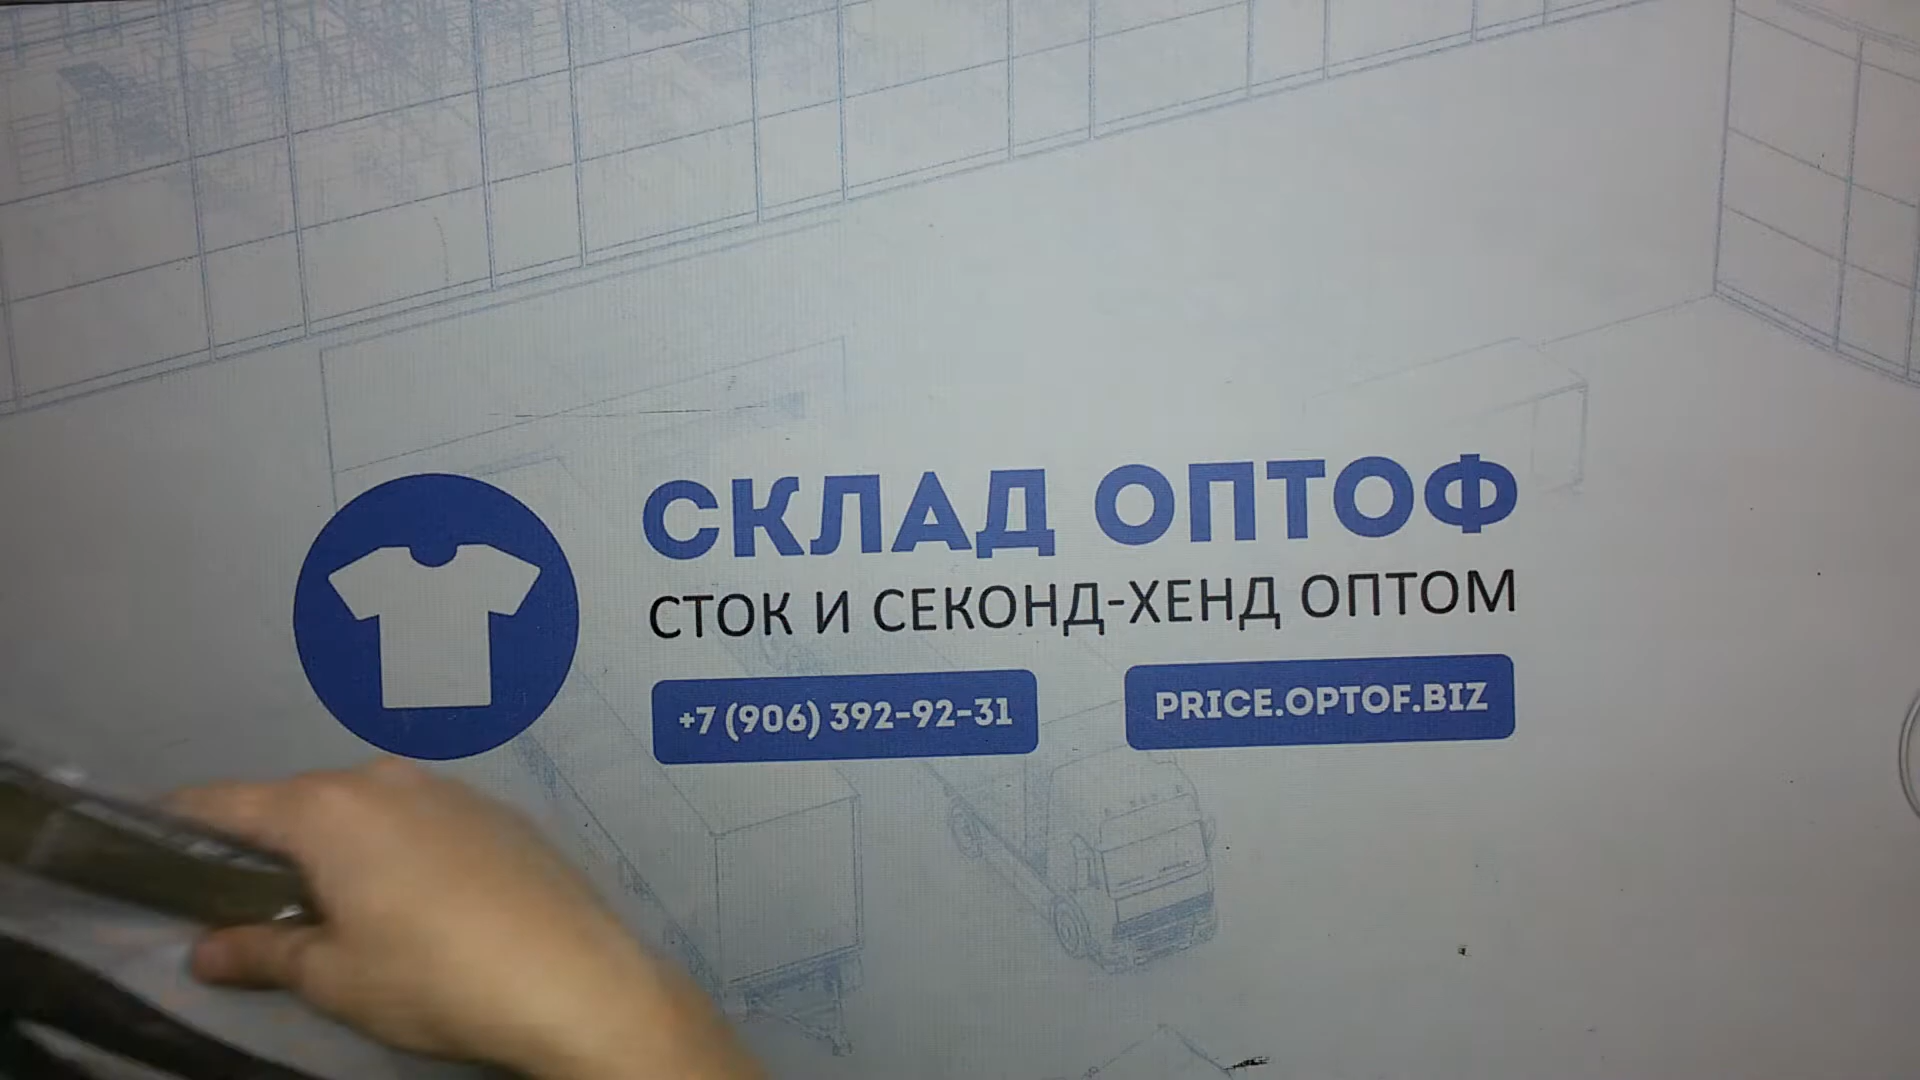 СКЛАД ОПТОФ
СТОК И СЕКОНД-ХЕНД ОПТОМ
+7 (906) 392-92-31
PRICE.OPTOF.BIZ